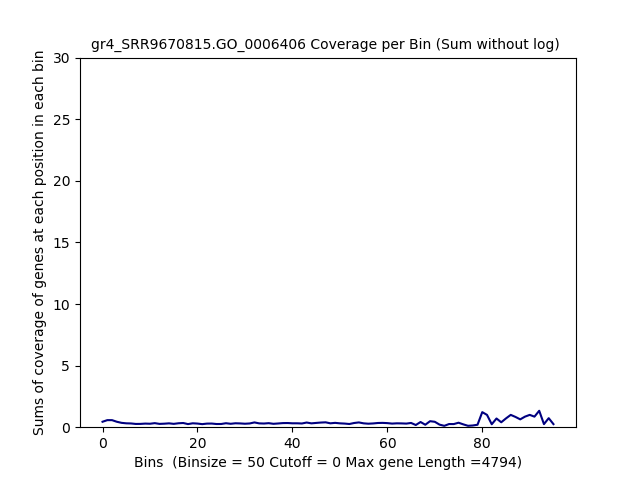 gr4_SRR9670815.GO_0006406 Coverage per Bin (Sum without log)
Sums of coverage of genes at each position in each bin
30
25
20
15
10
5
0
0 20 40 60 80
Bins  (Binsize = 50 Cutoff = 0 Max gene Length =4794)